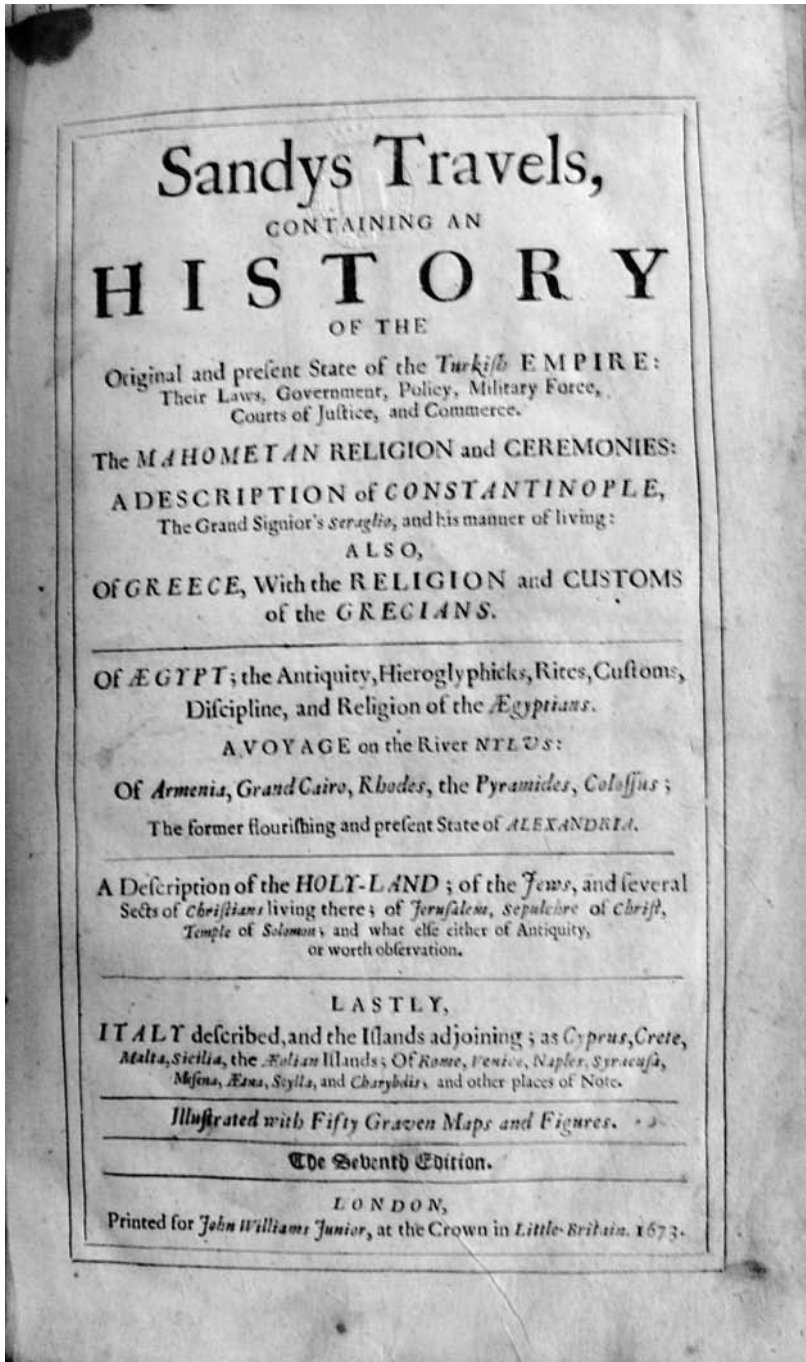 Sandys Travels,
CONTAINING AN
HISTORY
OF THE
Original and preſent State of the Turkiſh EMPIRE:
Their Laws, Government, Policy, Military Force,
Courts of Juſtice, and Commerce.
The MAHOMETAN RELIGION and CEREMONIES:
A DESCRIPTION of CONSTANTINOPLE,
The Grand Signior's Seraglio, and his manner of living:
ALSO,
Of GREECE, With the RELIGION and CUSTOMS
of the GRECIANS.
Of ÆGYPT; the Antiquity, Hieroglyphicks, Rites, Cuſtoms,
Diſcipline, and Religion of the Ægyptians.
A VOYAGE on the River NILUS:
Of Armenia, Grand Cairo, Rhodes, the Pyramides, Coloſſus;
The former flouriſhing and preſent State of ALEXANDRIA.
A Deſcription of the HOLY-LAND; of the Jews, and ſeveral
Sects of Chriſtians living there; of Jeruſalem, Sepulchre of Chriſt,
Temple of Solomon; and what elſe either of Antiquity,
or worth obſervation.
LASTLY,
ITALY deſcribed, and the Iſlands adjoining; as Cyprus, Crete,
Malta, Sicilia, the Æolian Iſlands; Of Rome, Venice, Naples, Syracuſa,
Meſena, Ætna, Scylla, and Charybdis; and other places of Note.
Illuſtrated with Fifty Graven Maps and Figures.
The Seventh Edition.
LONDON,
Printed for John Williams Junior, at the Crown in Little-Britain. 1673.